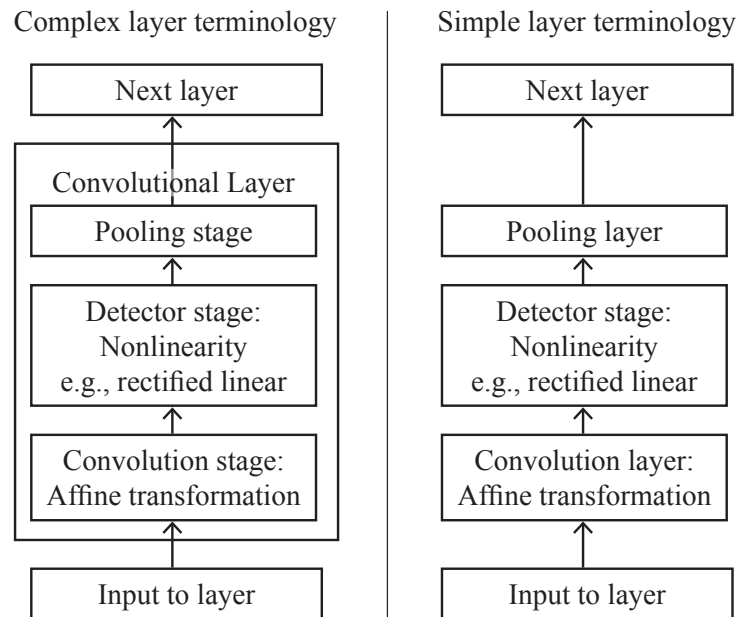 Complex layer terminology
Next layer
Convolutional Layer
Pooling stage
Detector stage:
Nonlinearity
e.g., rectified linear
Convolution stage:
Affine transformation
Input to layer
Simple layer terminology
Next layer
Pooling layer
Detector stage:
Nonlinearity
e.g., rectified linear
Convolution layer:
Affine transformation
Input to layer